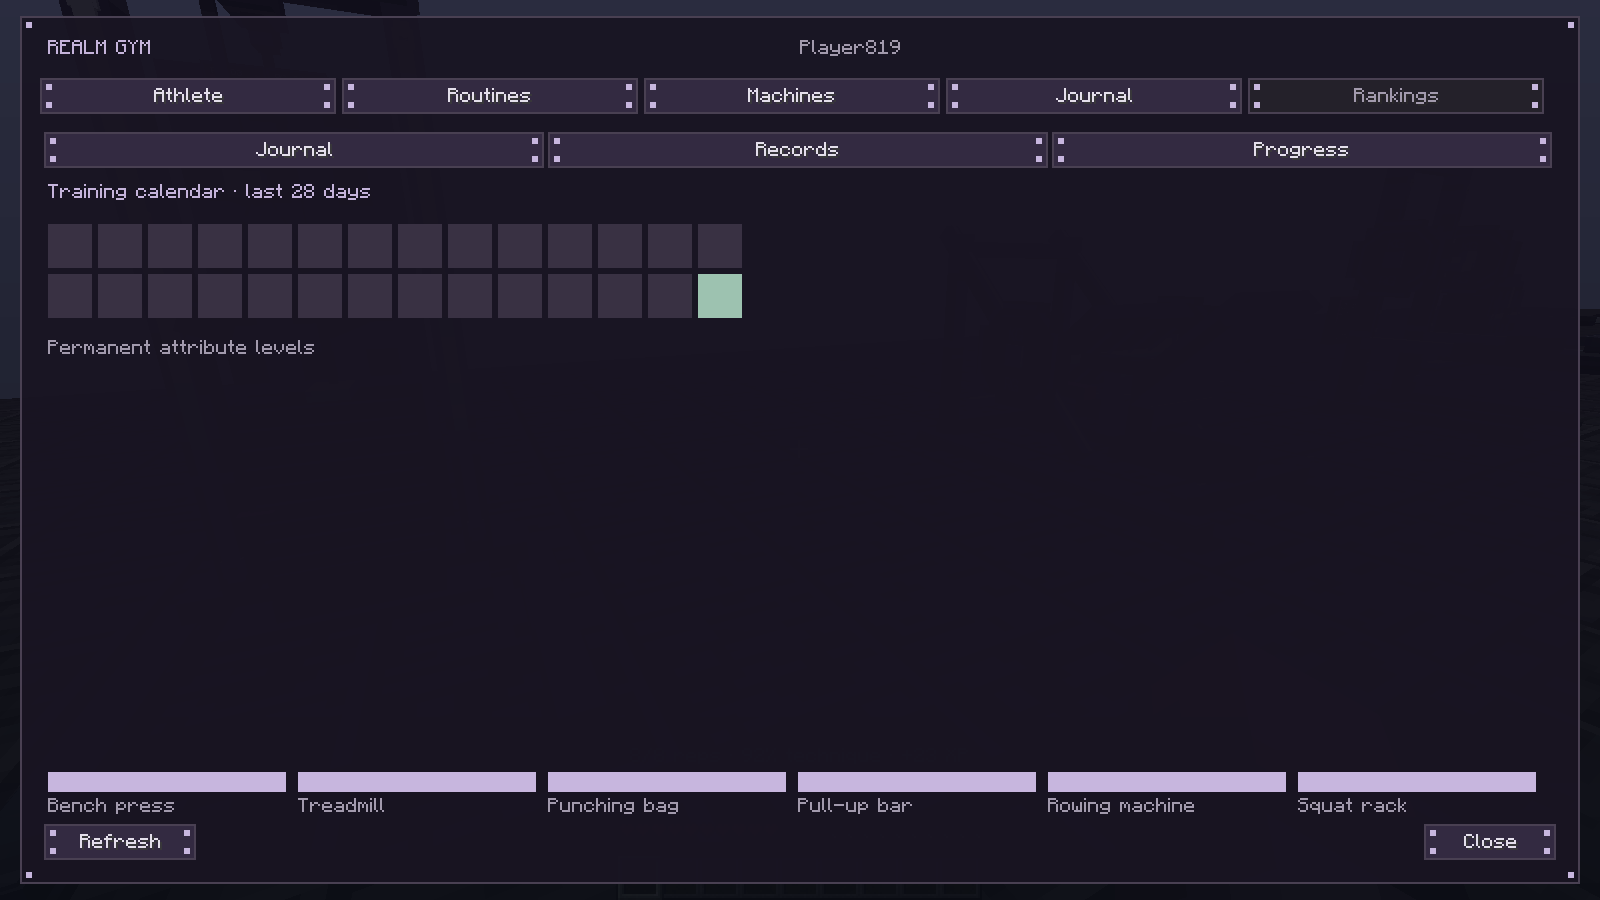 REALM GYM
Player819
Athlete
Routines
Machines
Journal
Rankings
Journal
Records
Progress
Training calendar · last 28 days
Permanent attribute levels
Bench press
Treadmill
Punching bag
Pull-up bar
Rowing machine
Squat rack
Refresh
Close